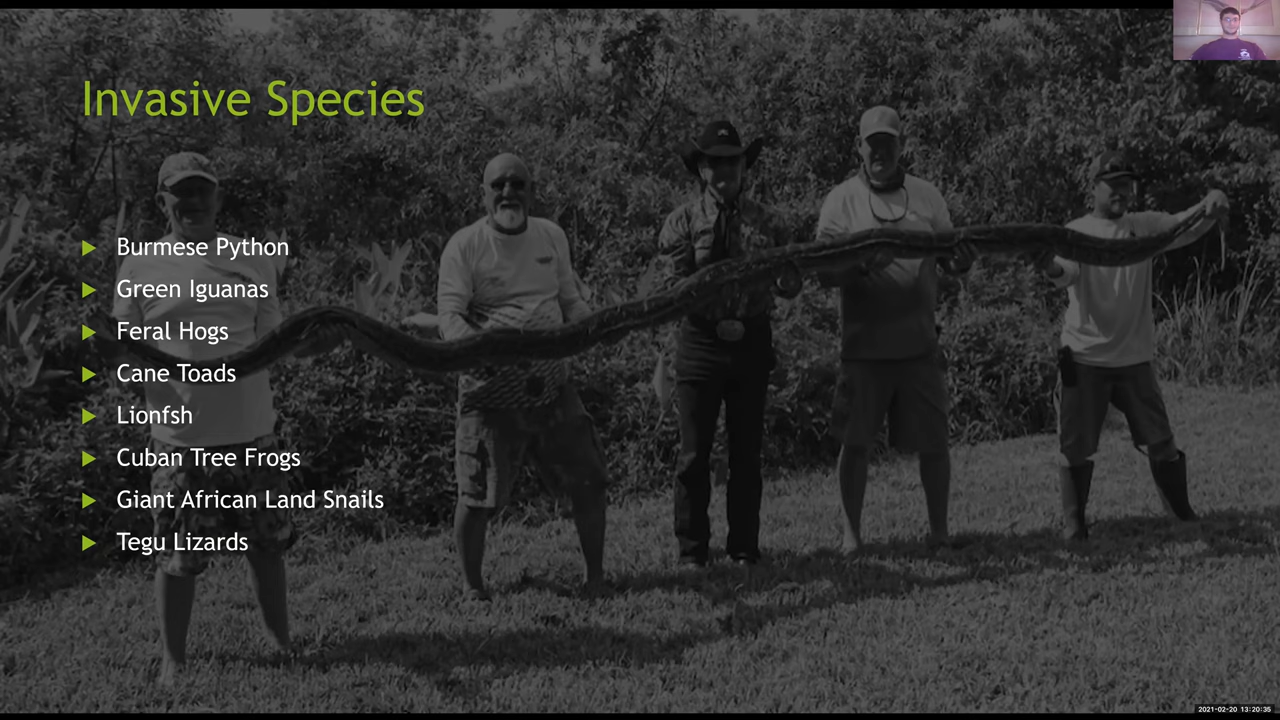 Invasive Species
Burmese Python
Green Iguanas
Feral Hogs
Cane Toads
Lionfsh
Cuban Tree Frogs
Giant African Land Snails
Tegu Lizards
2021-02-20 13:20:35